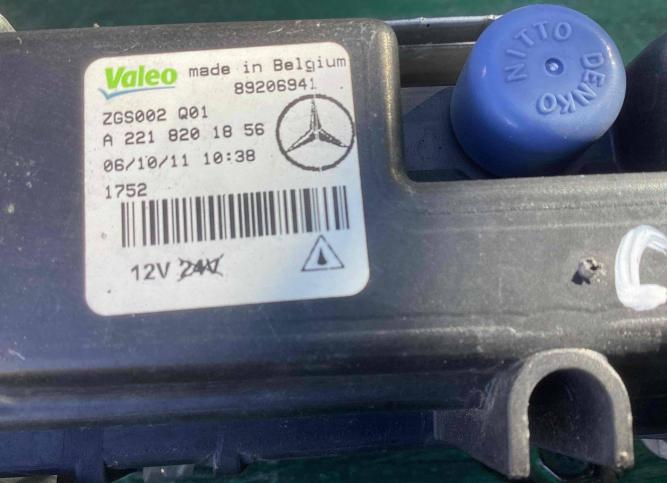 Valeo made in Belgium
89206941
ZGS002 Q01
A 221 820 18 56
06/10/11 10:38
1752
12V 24V
NITTO
DENKO